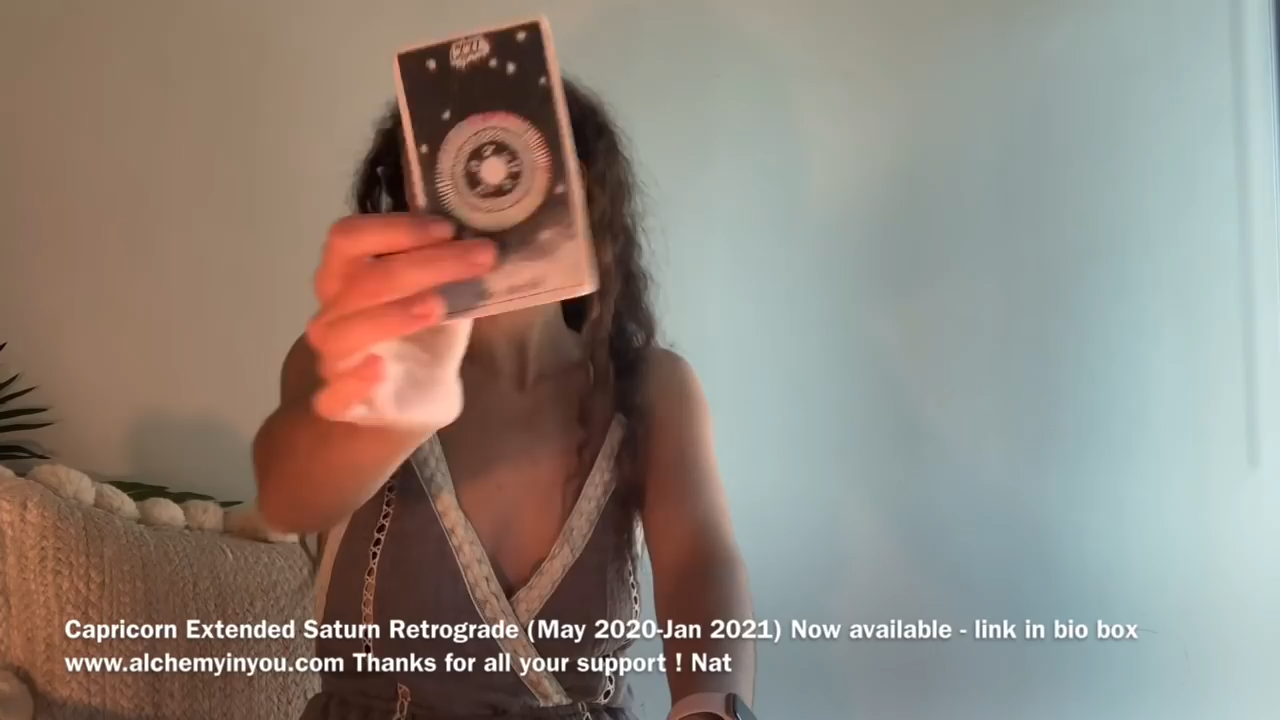 Capricorn Extended Saturn Retrograde (May 2020-Jan 2021) Now available - link in bio box
www.alchemyinyou.com Thanks for all your support ! Nat